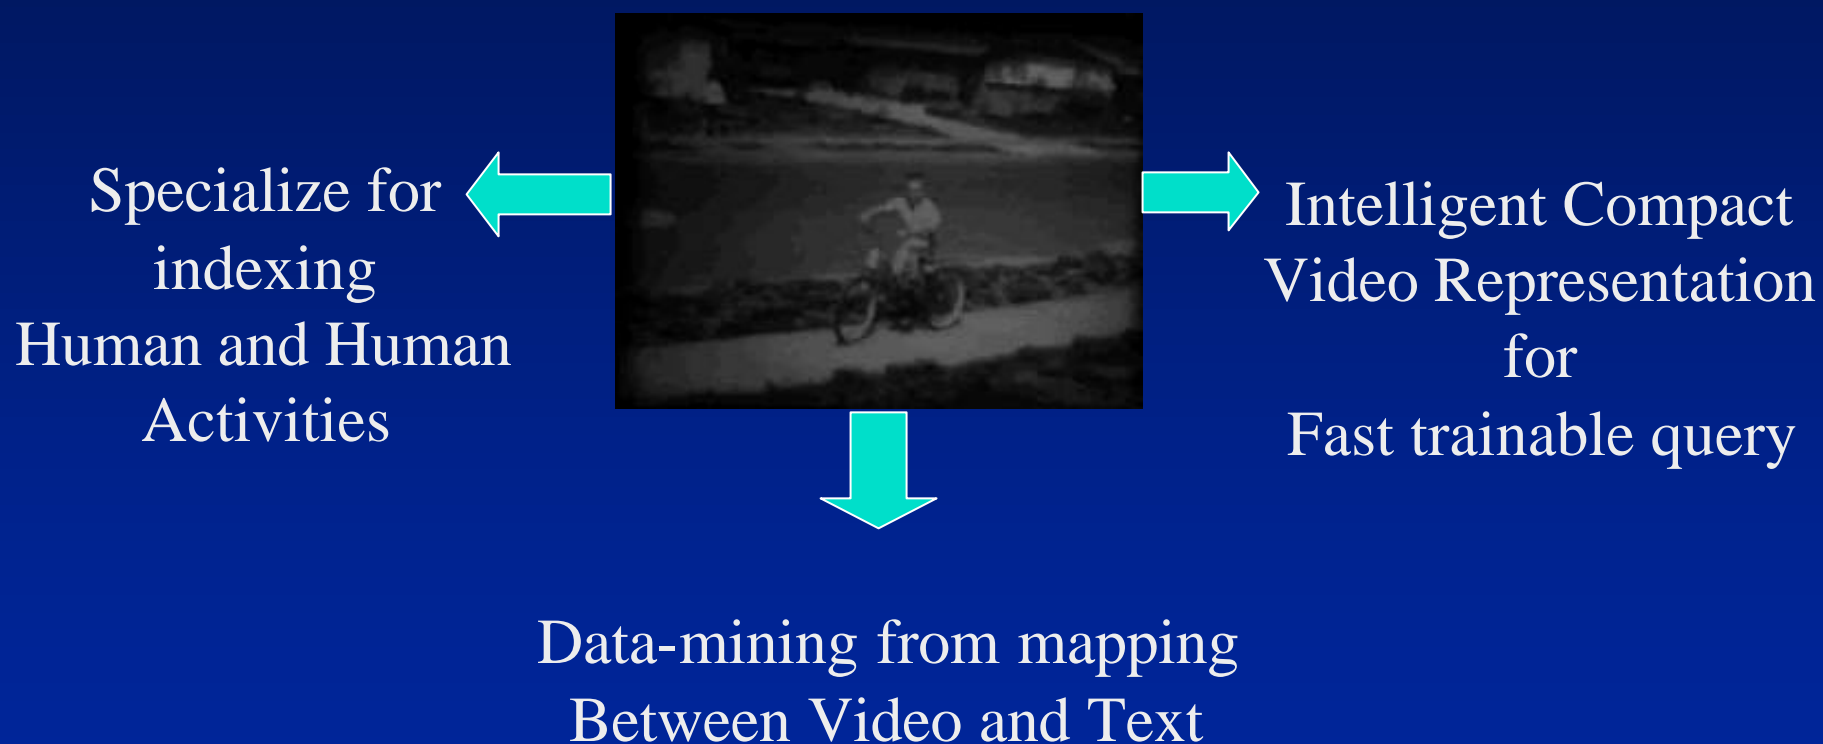 Specialize for
indexing
Human and Human
Activities
Intelligent Compact
Video Representation
for
Fast trainable query
Data-mining from mapping
Between Video and Text